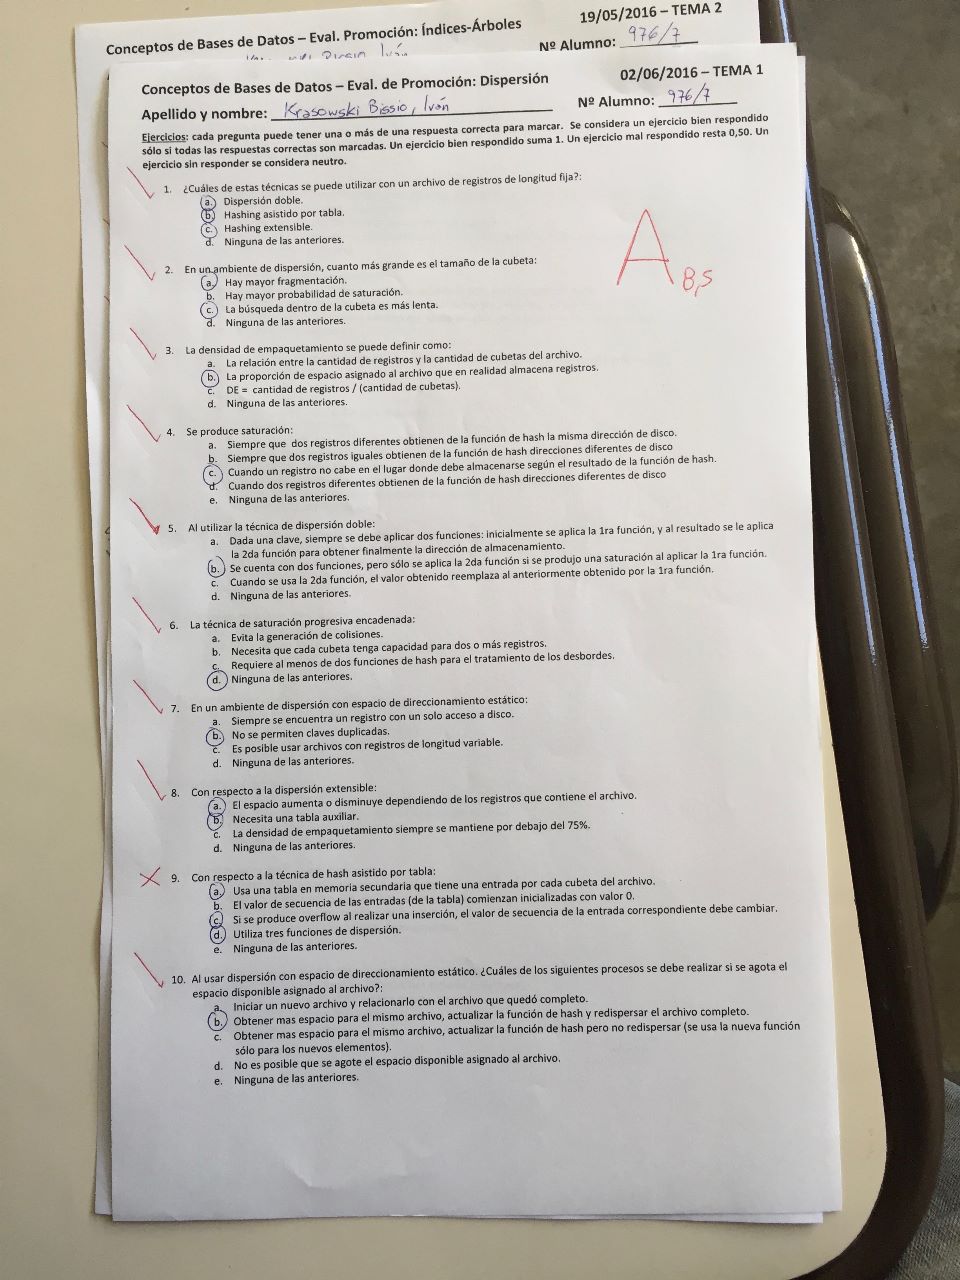 Conceptos de Bases de Datos – Eval. Promoción: Índices-Árboles
19/05/2016 – TEMA 2
Nº Alumno: 976/7
Conceptos de Bases de Datos – Eval. de Promoción: Dispersión
02/06/2016 – TEMA 1
Apellido y nombre: Krasowski Bissio, Iván
Nº Alumno: 976/7
Ejercicios: cada pregunta puede tener una o más de una respuesta correcta para marcar. Se considera un ejercicio bien respondido
sólo si todas las respuestas correctas son marcadas. Un ejercicio bien respondido suma 1. Un ejercicio mal respondido resta 0,50. Un
ejercicio sin responder se considera neutro.
1. ¿Cuáles de estas técnicas se puede utilizar con un archivo de registros de longitud fija?:
a. Dispersión doble.
b. Hashing asistido por tabla.
c. Hashing extensible.
d. Ninguna de las anteriores.
A 8,5
2. En un ambiente de dispersión, cuanto más grande es el tamaño de la cubeta:
a. Hay mayor fragmentación.
b. Hay mayor probabilidad de saturación.
c. La búsqueda dentro de la cubeta es más lenta.
d. Ninguna de las anteriores.
3. La densidad de empaquetamiento se puede definir como:
a. La relación entre la cantidad de registros y la cantidad de cubetas del archivo.
b. La proporción de espacio asignado al archivo que en realidad almacena registros.
c. DE = cantidad de registros / (cantidad de cubetas).
d. Ninguna de las anteriores.
4. Se produce saturación:
a. Siempre que dos registros diferentes obtienen de la función de hash la misma dirección de disco.
b. Siempre que dos registros iguales obtienen de la función de hash direcciones diferentes de disco
c. Cuando un registro no cabe en el lugar donde debe almacenarse según el resultado de la función de hash.
d. Cuando dos registros diferentes obtienen de la función de hash direcciones diferentes de disco
e. Ninguna de las anteriores.
5. Al utilizar la técnica de dispersión doble:
a. Dada una clave, siempre se debe aplicar dos funciones: inicialmente se aplica la 1ra función, y al resultado se le aplica
la 2da función para obtener finalmente la dirección de almacenamiento.
b. Se cuenta con dos funciones, pero sólo se aplica la 2da función si se produjo una saturación al aplicar la 1ra función.
c. Cuando se usa la 2da función, el valor obtenido reemplaza al anteriormente obtenido por la 1ra función.
d. Ninguna de las anteriores.
6. La técnica de saturación progresiva encadenada:
a. Evita la generación de colisiones.
b. Necesita que cada cubeta tenga capacidad para dos o más registros.
c. Requiere al menos de dos funciones de hash para el tratamiento de los desbordes.
d. Ninguna de las anteriores.
7. En un ambiente de dispersión con espacio de direccionamiento estático:
a. Siempre se encuentra un registro con un solo acceso a disco.
b. No se permiten claves duplicadas.
c. Es posible usar archivos con registros de longitud variable.
d. Ninguna de las anteriores.
8. Con respecto a la dispersión extensible:
a. El espacio aumenta o disminuye dependiendo de los registros que contiene el archivo.
b. Necesita una tabla auxiliar.
c. La densidad de empaquetamiento siempre se mantiene por debajo del 75%.
d. Ninguna de las anteriores.
9. Con respecto a la técnica de hash asistido por tabla:
a. Usa una tabla en memoria secundaria que tiene una entrada por cada cubeta del archivo.
b. El valor de secuencia de las entradas (de la tabla) comienzan inicializadas con valor 0.
c. Si se produce overflow al realizar una inserción, el valor de secuencia de la entrada correspondiente debe cambiar.
d. Utiliza tres funciones de dispersión.
e. Ninguna de las anteriores.
10. Al usar dispersión con espacio de direccionamiento estático. ¿Cuáles de los siguientes procesos se debe realizar si se agota el
espacio disponible asignado al archivo?:
a. Iniciar un nuevo archivo y relacionarlo con el archivo que quedó completo.
b. Obtener mas espacio para el mismo archivo, actualizar la función de hash y redispersar el archivo completo.
c. Obtener mas espacio para el mismo archivo, actualizar la función de hash pero no redispersar (se usa la nueva función
sólo para los nuevos elementos).
d. No es posible que se agote el espacio disponible asignado al archivo.
e. Ninguna de las anteriores.